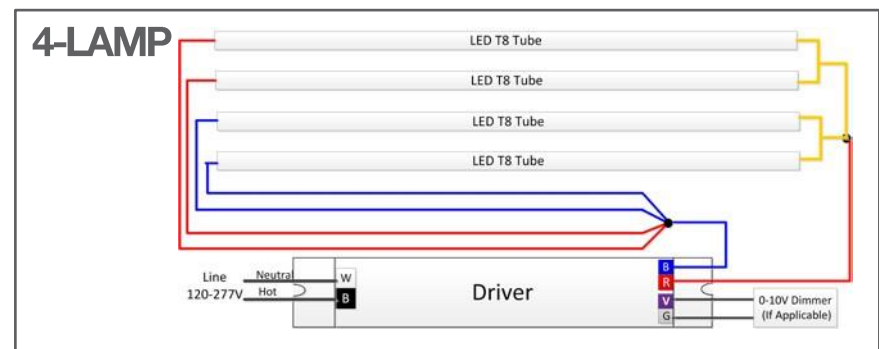 4-LAMP
LED T8 Tube
LED T8 Tube
LED T8 Tube
LED T8 Tube
Line
120-277V
Neutral
Hot
W
B
Driver
B
R
V
G
0-10V Dimmer
(If Applicable)